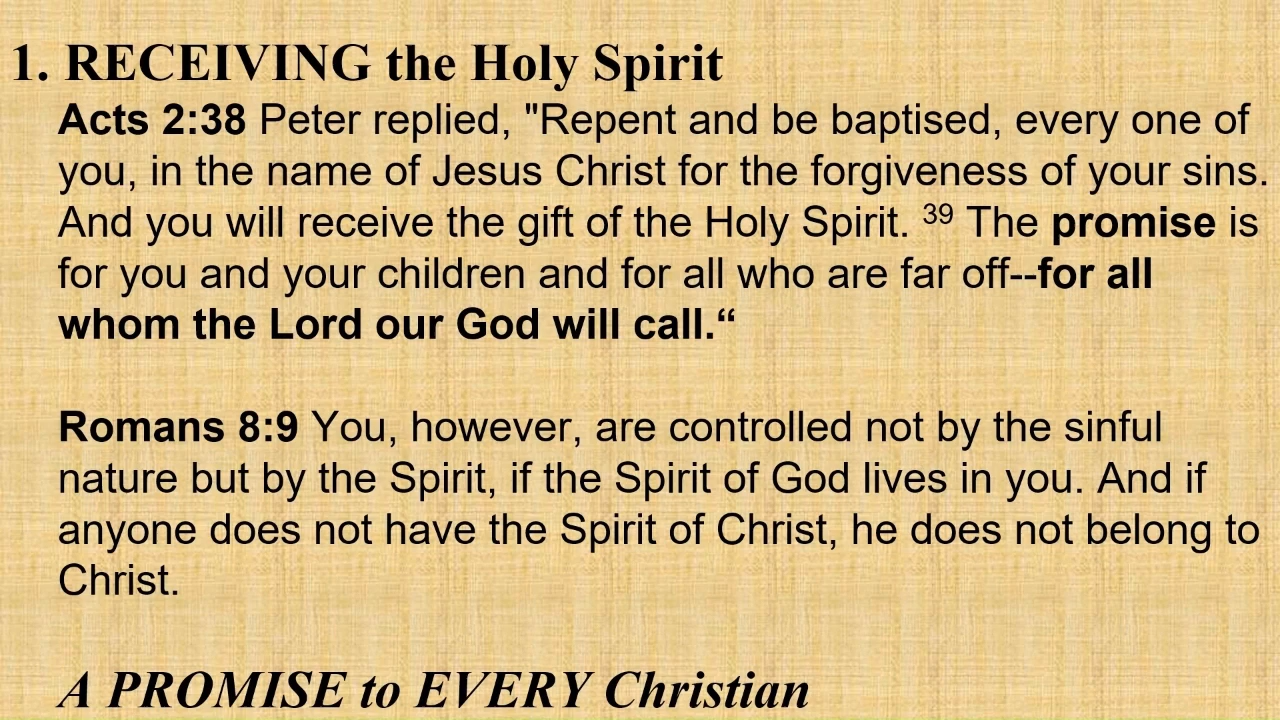 1. RECEIVING the Holy Spirit
Acts 2:38 Peter replied, "Repent and be baptised, every one of
you, in the name of Jesus Christ for the forgiveness of your sins.
And you will receive the gift of the Holy Spirit. 39 The promise is
for you and your children and for all who are far off--for all
whom the Lord our God will call.“
Romans 8:9 You, however, are controlled not by the sinful
nature but by the Spirit, if the Spirit of God lives in you. And if
anyone does not have the Spirit of Christ, he does not belong to
Christ.
A PROMISE to EVERY Christian